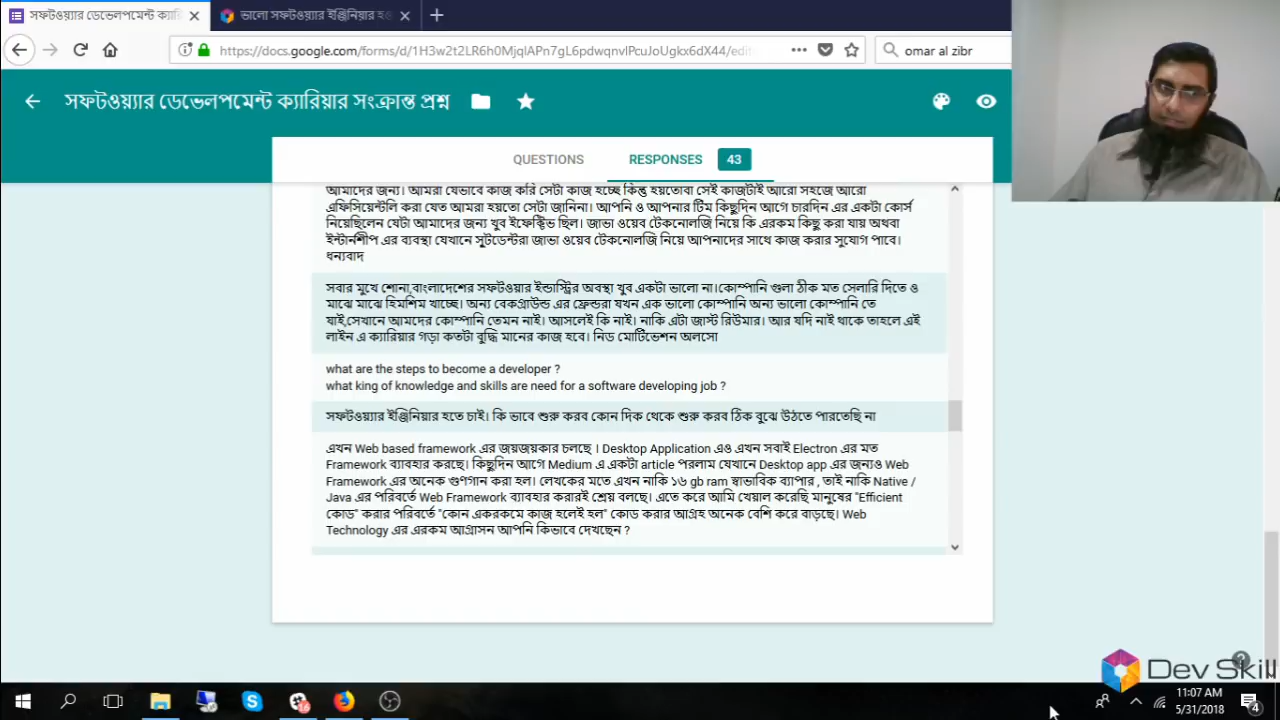 সফটওয়্যার ডেভেলপমেন্ট ক্যারি
ভালো সফটওয়্যার ইঞ্জিনিয়ার হও
https://docs.google.com/forms/d/1H3w2t2LR6h0MjqlAPn7gL6pdwqnvlPcuJoUgkx6dX44/edi
omar al zibr
সফটওয়্যার ডেভেলপমেন্ট ক্যারিয়ার সংক্রান্ত প্রশ্ন
QUESTIONS
RESPONSES 43
আমাদের জন্য। আমরা যেভাবে কাজ করি সেটা কাজ হচ্ছে কিন্তু হয়তোবা সেই কাজটাই আরো সহজে আরো
এফিসিয়েন্টলি করা যেত আমরা হয়তো সেটা জানিনা। আপনি ও আপনার টিম কিছুদিন আগে চারদিন এর একটা কোর্স
নিয়েছিলেন যেটা আমাদের জন্য খুব ইফেক্টিভ ছিল। জাভা ওয়েব টেকনোলজি নিয়ে কি এরকম কিছু করা যায় অথবা
ইন্টার্নশীপ এর ব্যবস্থা যেখানে সুটডেন্টরা জাভা ওয়েব টেকনোলজি নিয়ে আপনাদের সাথে কাজ করার সুযোগ পাবে।
ধন্যবাদ
সবার মুখে শোনা,বাংলাদেশের সফটওয়ার ইন্ডাস্ট্রির অবস্থা খুব একটা ভালো না।কোম্পানি গুলা ঠীক মত সেলারি দিতে ও
মাঝে মাঝে হিমশিম খাচ্ছে। অন্য বেকগ্রাউন্ড এর ফ্রেন্ডরা যখন এক ভালো কোম্পানি অন্য ভালো কোম্পানি তে
যাই,সেখানে আমদের কোম্পানি তেমন নাই। আসলেই কি নাই। নাকি এটা জাস্ট রিউমার। আর যদি নাই থাকে তাহলে এই
লাইন এ ক্যারিয়ার গড়া কতটা বুদ্ধি মানের কাজ হবে। নিড মোটিভেশন অলসো
what are the steps to become a developer ?
what king of knowledge and skills are need for a software developing job ?
সফটওয়্যার ইঞ্জিনিয়ার হতে চাই। কি ভাবে শুরু করব কোন দিক থেকে শুরু করব ঠিক বুঝে উঠতে পারতেছি না
এখন Web based framework এর জয়জয়কার চলছে । Desktop Application এও এখন সবাই Electron এর মত
Framework ব্যাবহার করছে। কিছুদিন আগে Medium এ একটা article পরলাম যেখানে Desktop app এর জন্যও Web
Framework এর অনেক গুণগান করা হল। লেখকের মতে এখন নাকি ১৬ gb ram স্বাভাবিক ব্যাপার , তাই নাকি Native /
Java এর পরিবর্তে Web Framework ব্যাবহার করারই শ্রেয় বলছে। এতে করে আমি খেয়াল করেছি মানুষের "Efficient
কোড" করার পরিবর্তে "কোন একরকমে কাজ হলেই হল" কোড করার আগ্রহ অনেক বেশি করে বাড়ছে। Web
Technology এর এরকম আগ্রাসন আপনি কিভাবে দেখছেন ?
Dev Skill
11:07 AM
5/31/2018
4